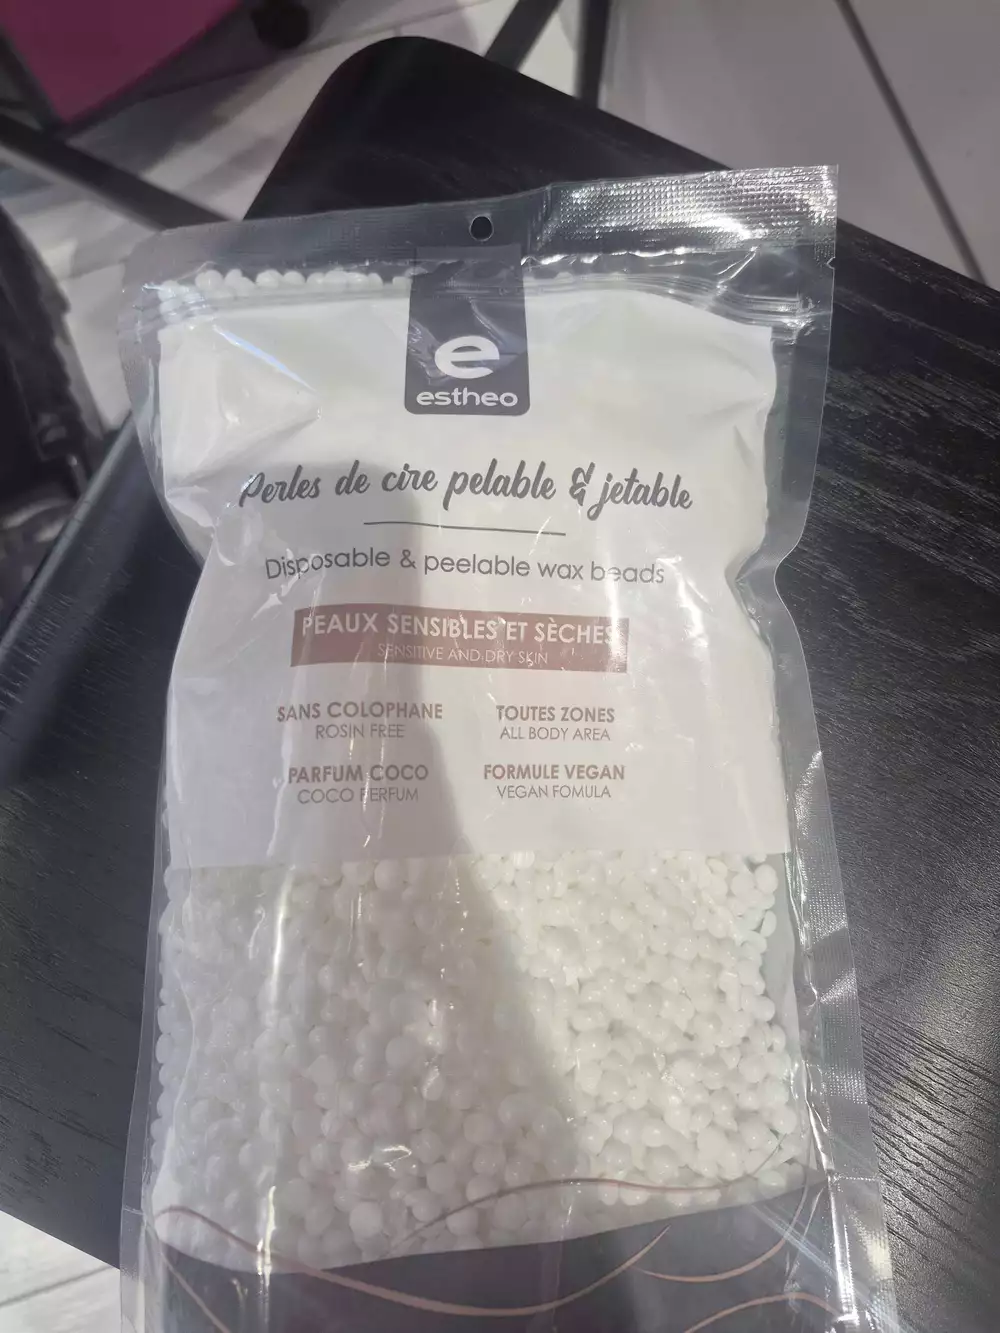 e
estheo
Perles de cire pelable & jetable
Disposable & peelable wax beads
PEAUX SENSIBLES ET SÈCHES
SENSITIVE AND DRY SKIN
SANS COLOPHANE
ROSIN FREE
TOUTES ZONES
ALL BODY AREA
PARFUM COCO
COCO PERFUM
FORMULE VEGAN
VEGAN FOMULA